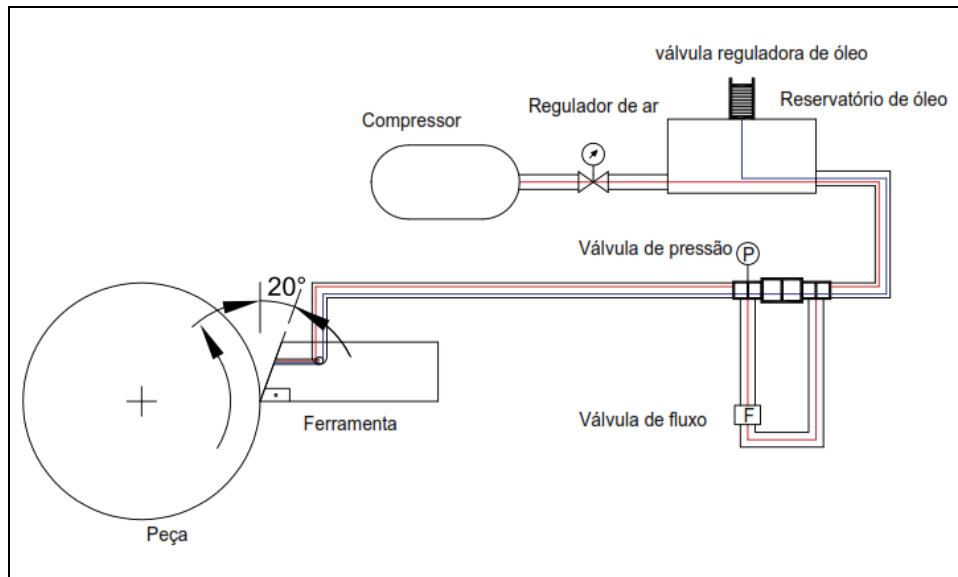 válvula reguladora de óleo
Regulador de ar
Reservatório de óleo
Compressor
Válvula de pressão
P
20°
Ferramenta
Válvula de fluxo
F
Peça